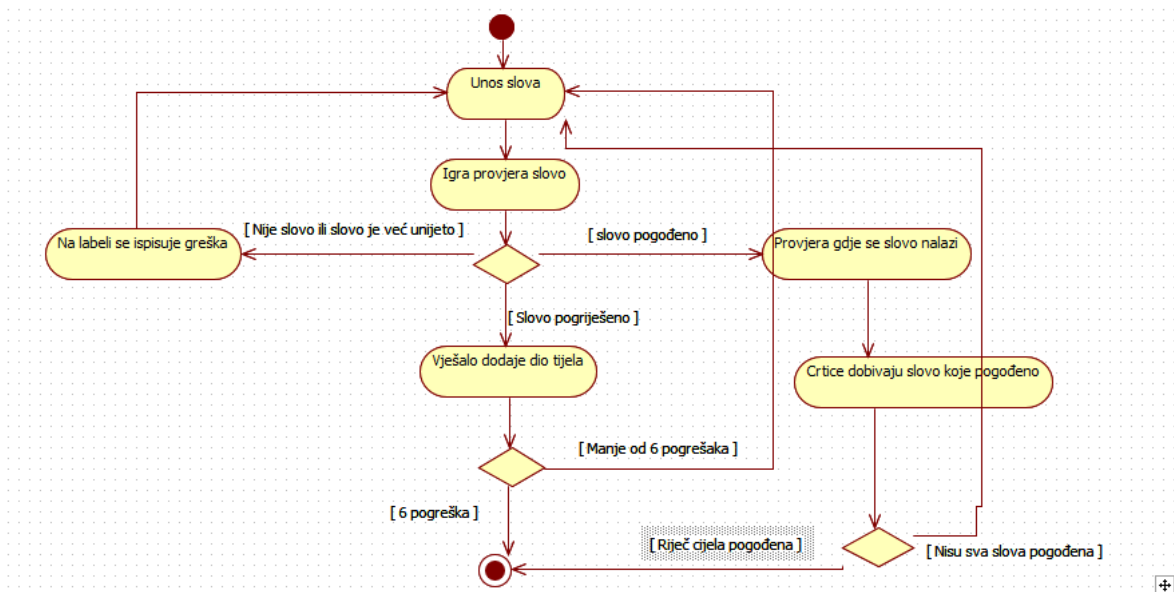 Unos slova
Igra provjera slovo
[ Nije slovo ili slovo je već unijeto ]
[ slovo pogođeno ]
Na labeli se ispisuje greška
Provjera gdje se slovo nalazi
[ Slovo pogriješeno ]
Vješalo dodaje dio tijela
Crtice dobivaju slovo koje pogođeno
[ Manje od 6 pogrešaka ]
[ 6 pogreška ]
[ Riječ cijela pogođena ]
[ Nisu sva slova pogođena ]